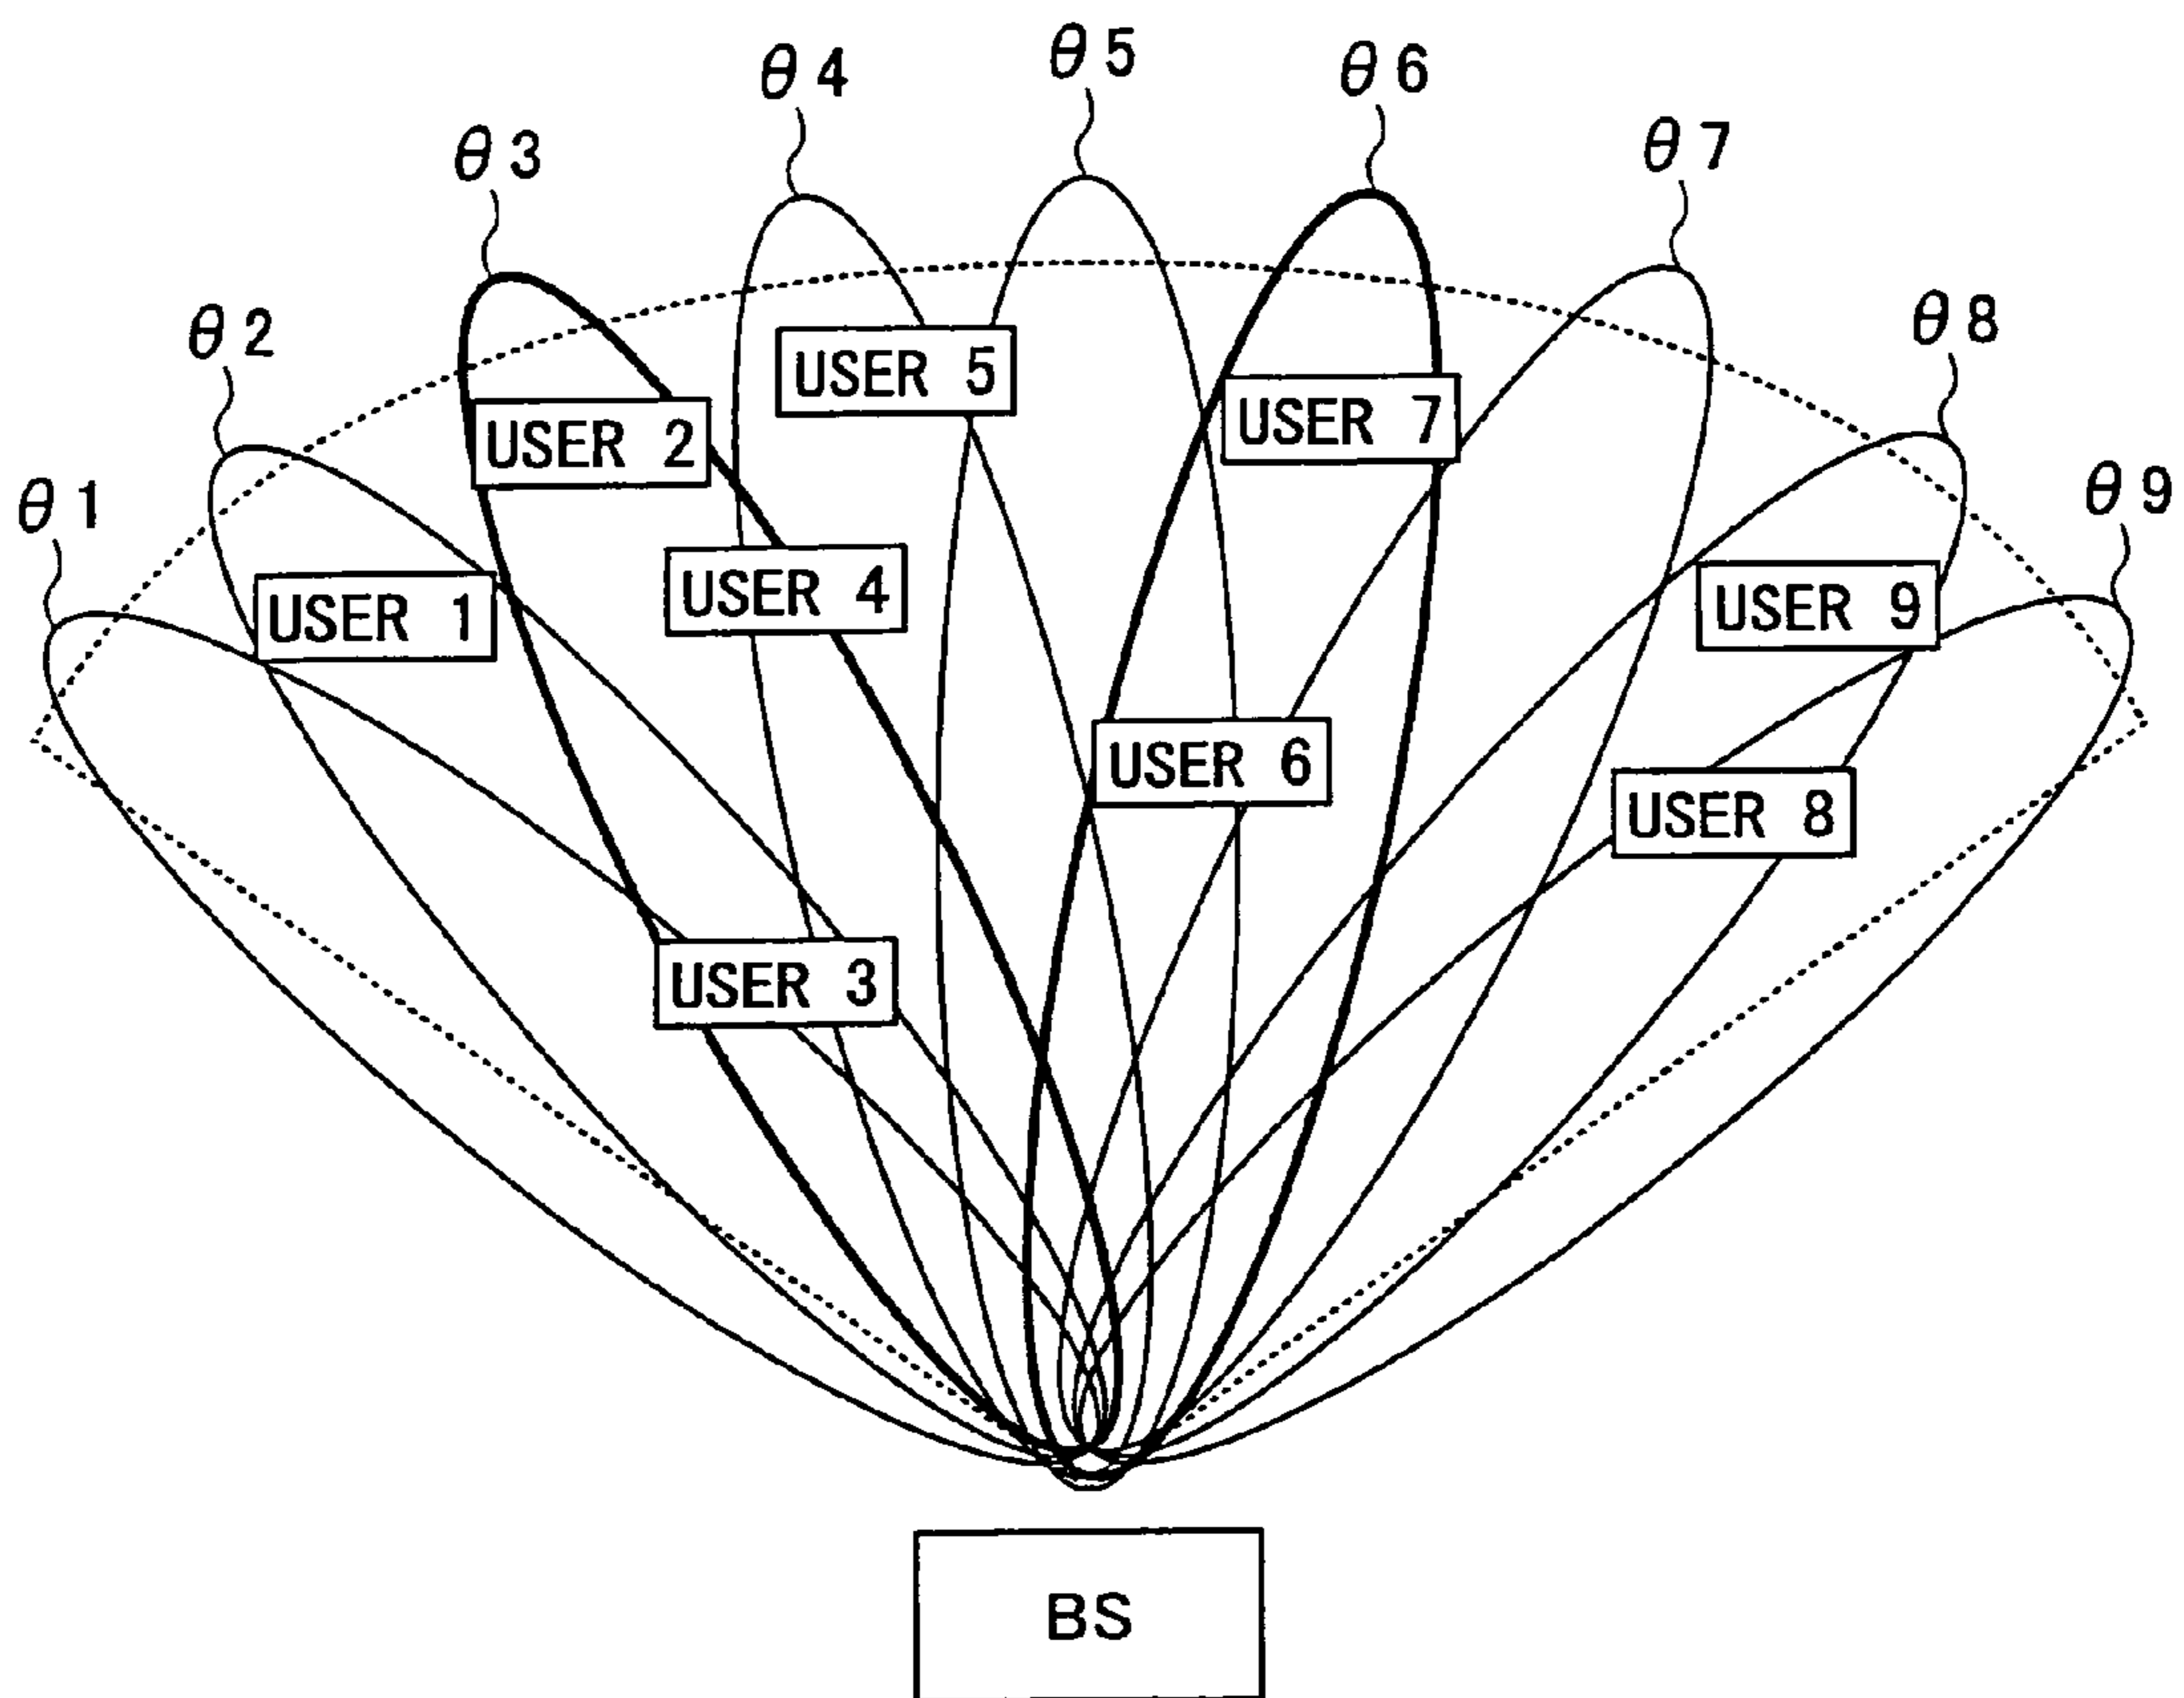 θ5
θ4
θ6
θ3
θ7
θ2
θ8
USER 5
USER 7
USER 2
θ1
θ9
USER 4
USER 1
USER 9
USER 6
USER 8
USER 3
BS